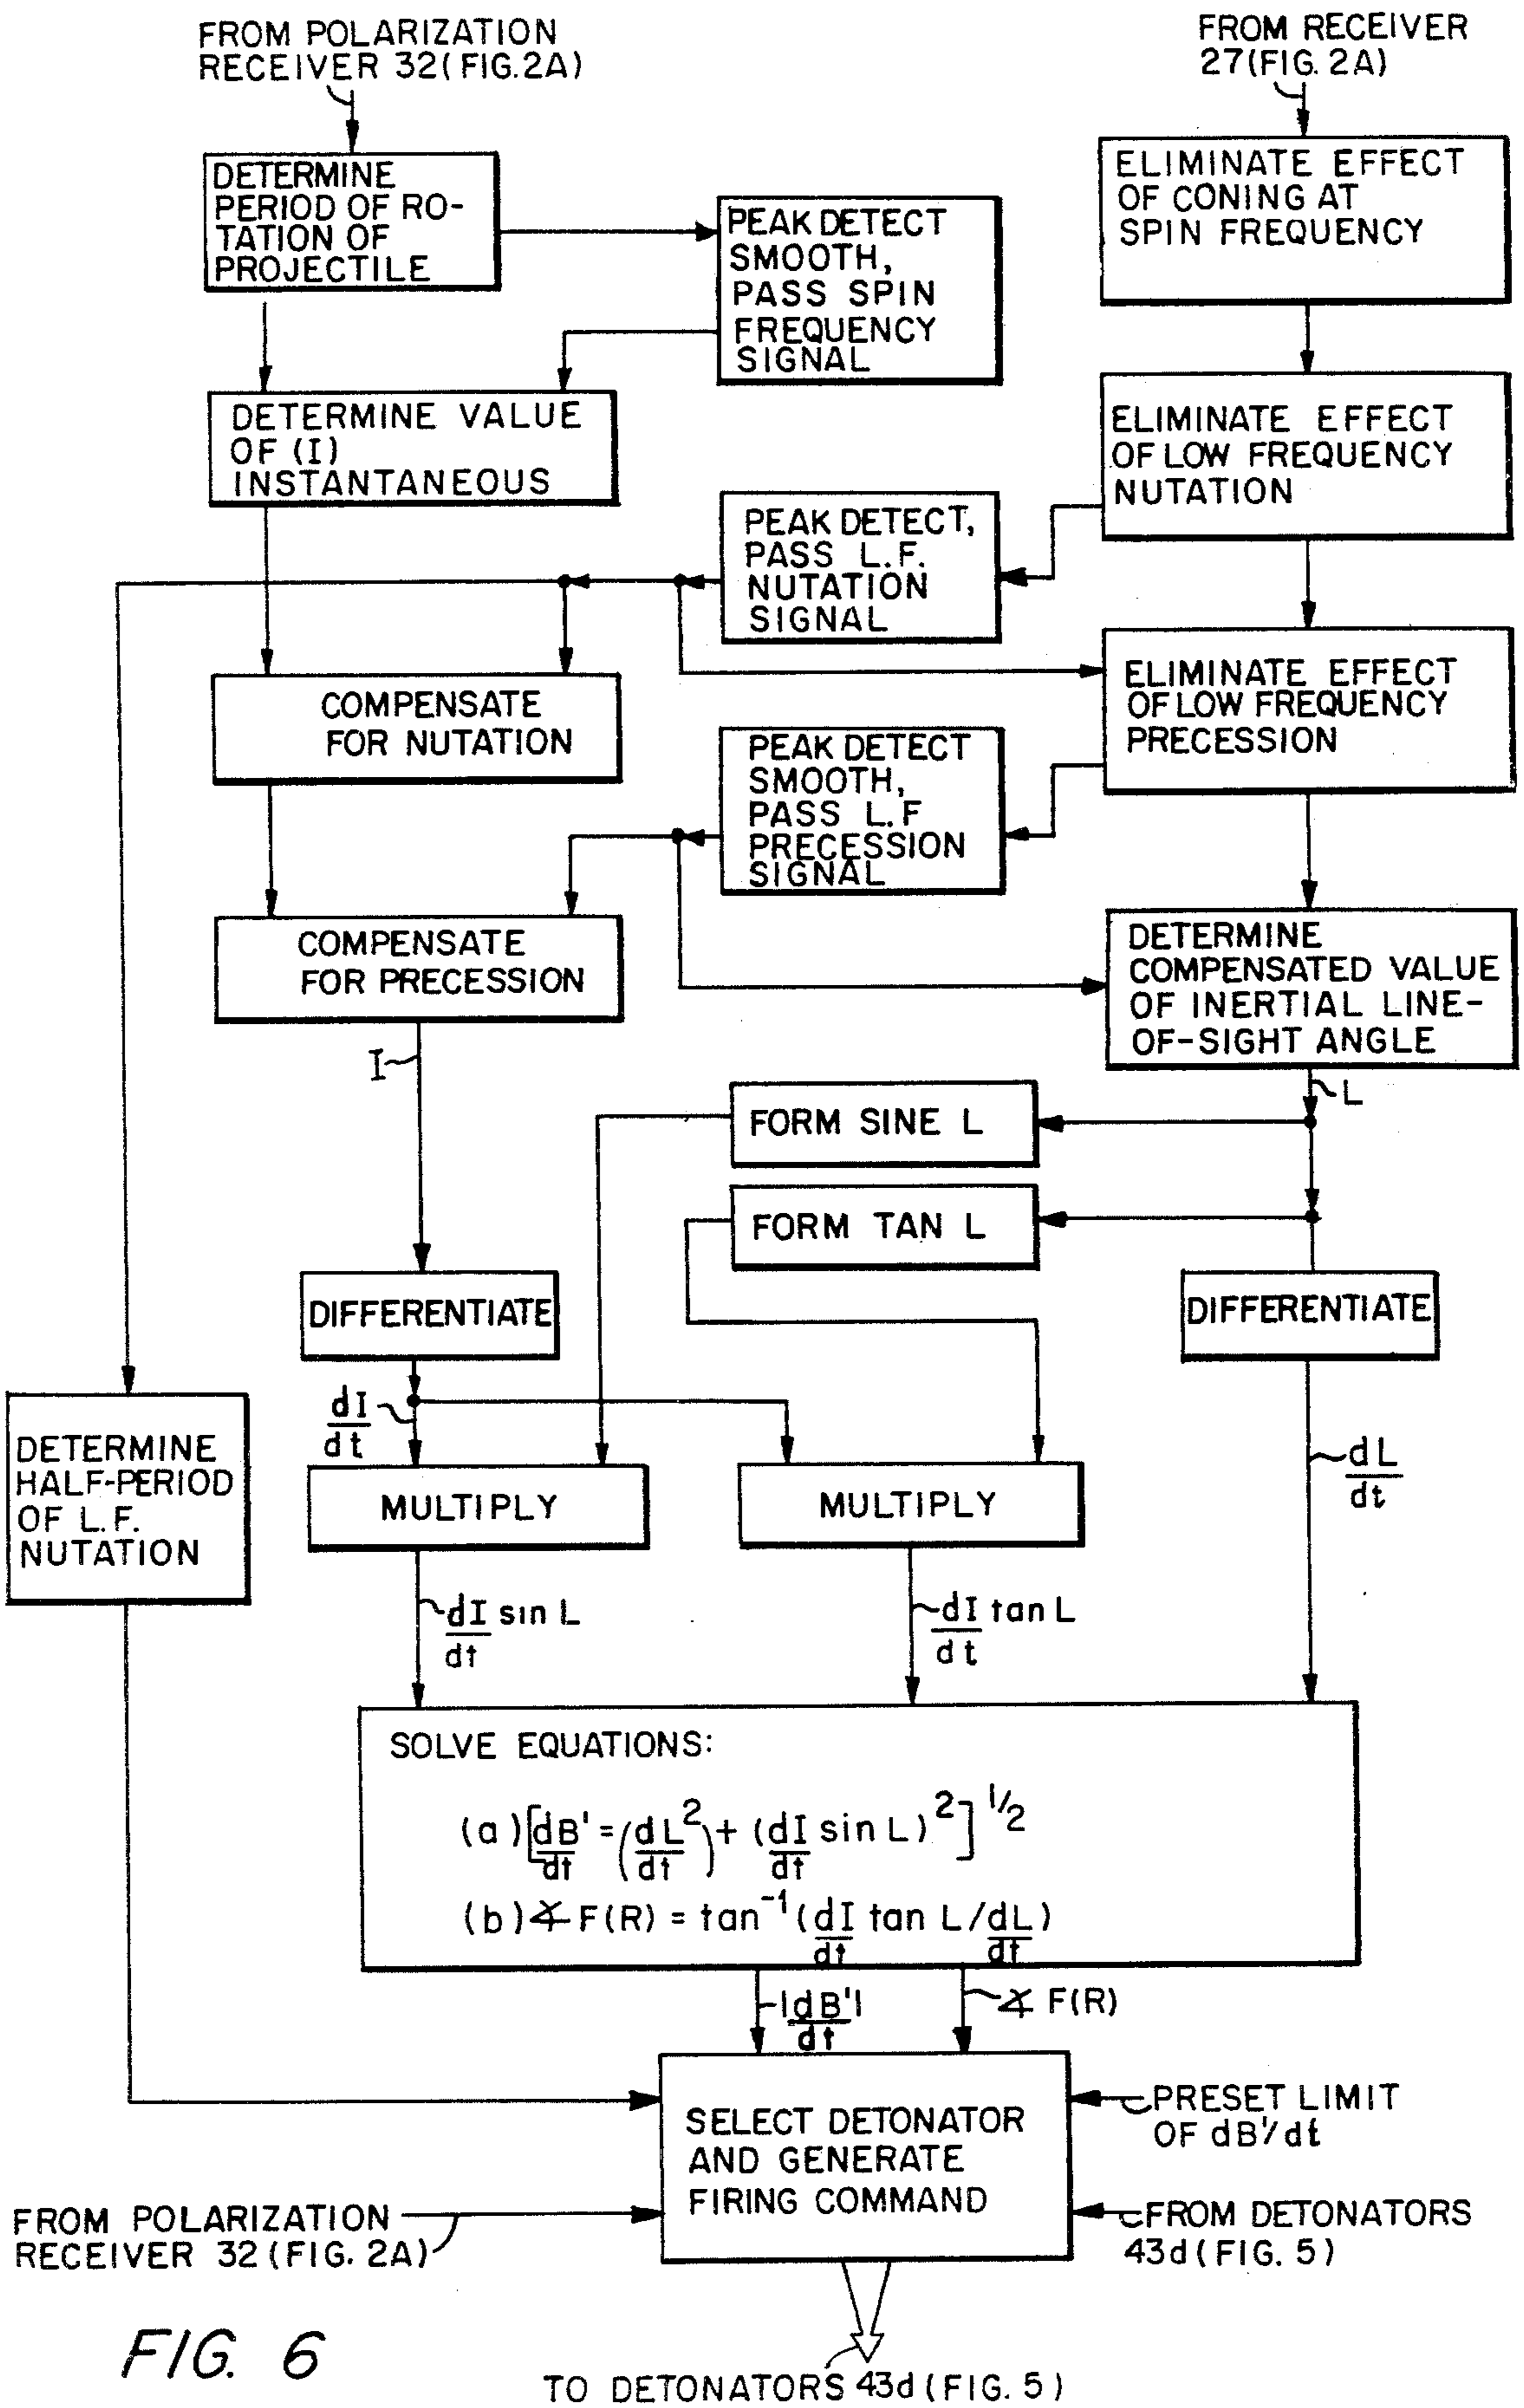 FROM POLARIZATION
RECEIVER 32(FIG.2A)
FROM RECEIVER
27(FIG. 2A)
DETERMINE
PERIOD OF RO-
TATION OF
PROJECTILE
PEAK DETECT
SMOOTH,
PASS SPIN
FREQUENCY
SIGNAL
ELIMINATE EFFECT
OF CONING AT
SPIN FREQUENCY
DETERMINE VALUE
OF (I)
INSTANTANEOUS
ELIMINATE EFFECT
OF LOW FREQUENCY
NUTATION
PEAK DETECT,
PASS L.F.
NUTATION
SIGNAL
COMPENSATE
FOR NUTATION
ELIMINATE EFFECT
OF LOW FREQUENCY
PRECESSION
PEAK DETECT
SMOOTH,
PASS L.F
PRECESSION
SIGNAL
COMPENSATE
FOR PRECESSION
DETERMINE
COMPENSATED VALUE
OF INERTIAL LINE-
OF-SIGHT ANGLE
I
L
FORM SINE L
FORM TAN L
DIFFERENTIATE
DIFFERENTIATE
dI
dt
DETERMINE
HALF-PERIOD
OF L.F.
NUTATION
MULTIPLY
MULTIPLY
dL
dt
dI sin L
dt
dI tan L
dt
SOLVE EQUATIONS:
(a)[dB' = (dL²) + (dI sin L)²]^1/2
dt dt dt
(b)∡ F(R) = tan⁻¹ (dI tan L/dL)
dt dt
|dB'|
dt
∡ F(R)
SELECT DETONATOR
AND GENERATE
FIRING COMMAND
PRESET LIMIT
OF dB'/dt
FROM POLARIZATION
RECEIVER 32 (FIG. 2A)
FROM DETONATORS
43d (FIG. 5)
FIG. 6
TO DETONATORS 43d (FIG. 5)